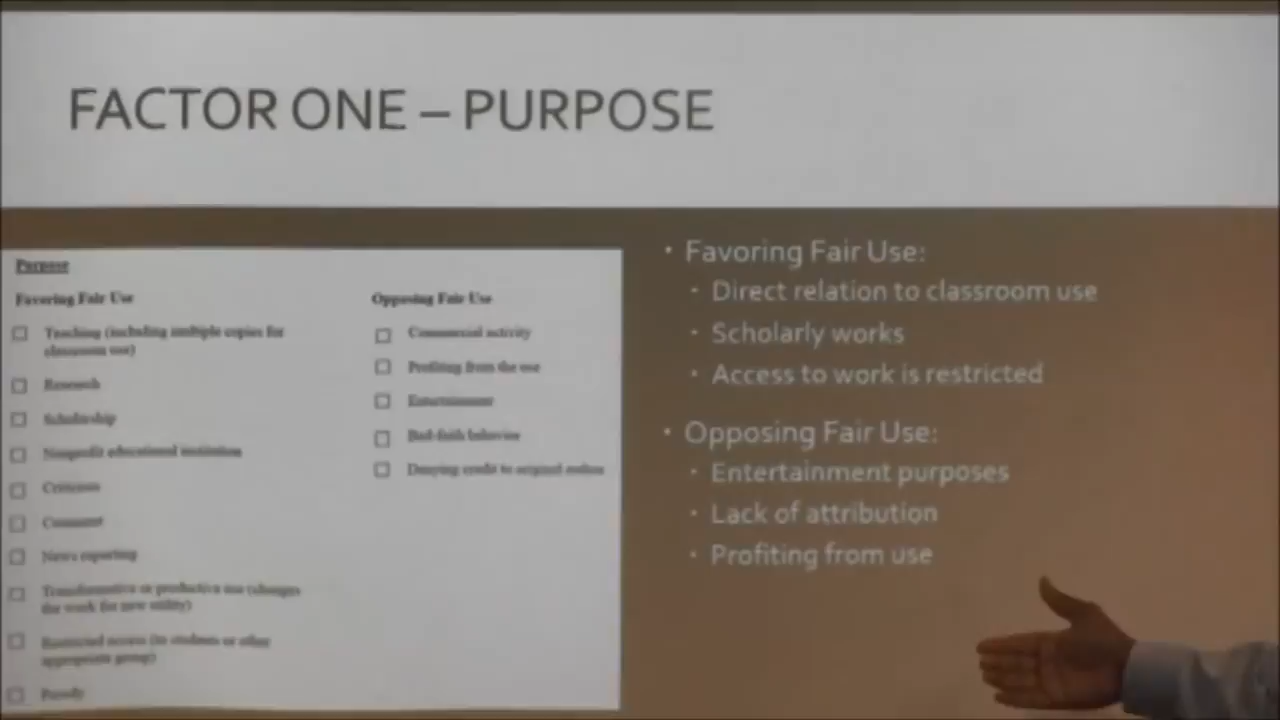 FACTOR ONE – PURPOSE
Purpose
Favoring Fair Use
Teaching (including multiple copies for
classroom use)
Research
Scholarship
Nonprofit educational institution
Criticism
Comment
News reporting
Transformative or productive use (changes
the work for new utility)
Restricted access (to students or other
appropriate group)
Parody
Opposing Fair Use
Commercial activity
Profiting from the use
Entertainment
Bad-faith behavior
Denying credit to original author
• Favoring Fair Use:
• Direct relation to classroom use
• Scholarly works
• Access to work is restricted
• Opposing Fair Use:
• Entertainment purposes
• Lack of attribution
• Profiting from use